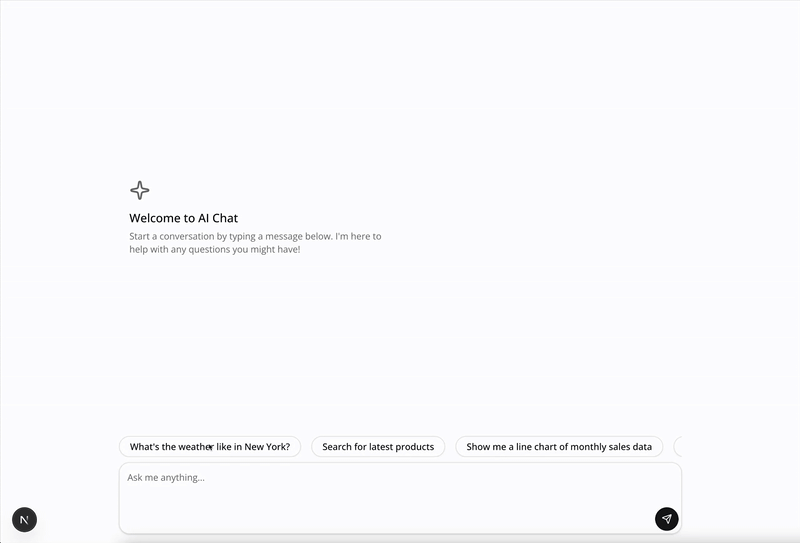 Welcome to AI Chat
Start a conversation by typing a message below. I'm here to
help with any questions you might have!
What's the weather like in New York?
Search for latest products
Show me a line chart of monthly sales data
Ask me anything...
N